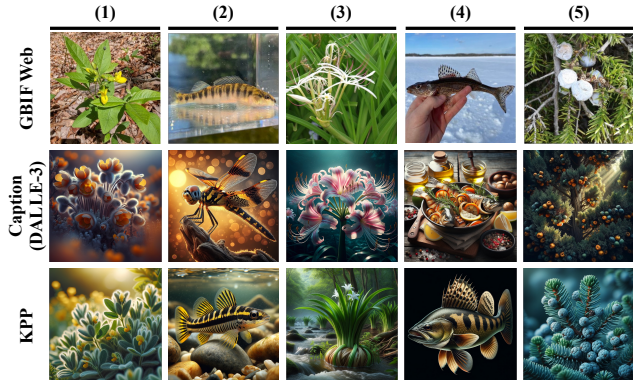 (1) (2) (3) (4) (5)
GBIF Web
Caption
(DALLE-3)
KPP